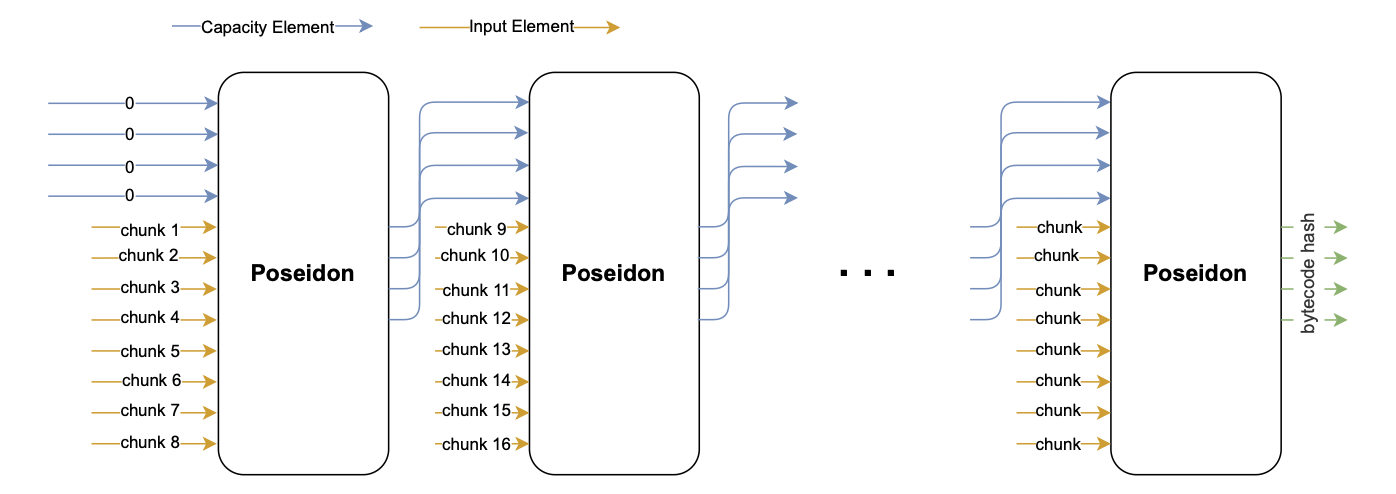 Capacity Element
Input Element
0
0
0
0
chunk 1
chunk 2
chunk 3
chunk 4
chunk 5
chunk 6
chunk 7
chunk 8
Poseidon
chunk 9
chunk 10
chunk 11
chunk 12
chunk 13
chunk 14
chunk 15
chunk 16
Poseidon
. . .
chunk
chunk
chunk
chunk
chunk
chunk
chunk
chunk
Poseidon
bytecode hash